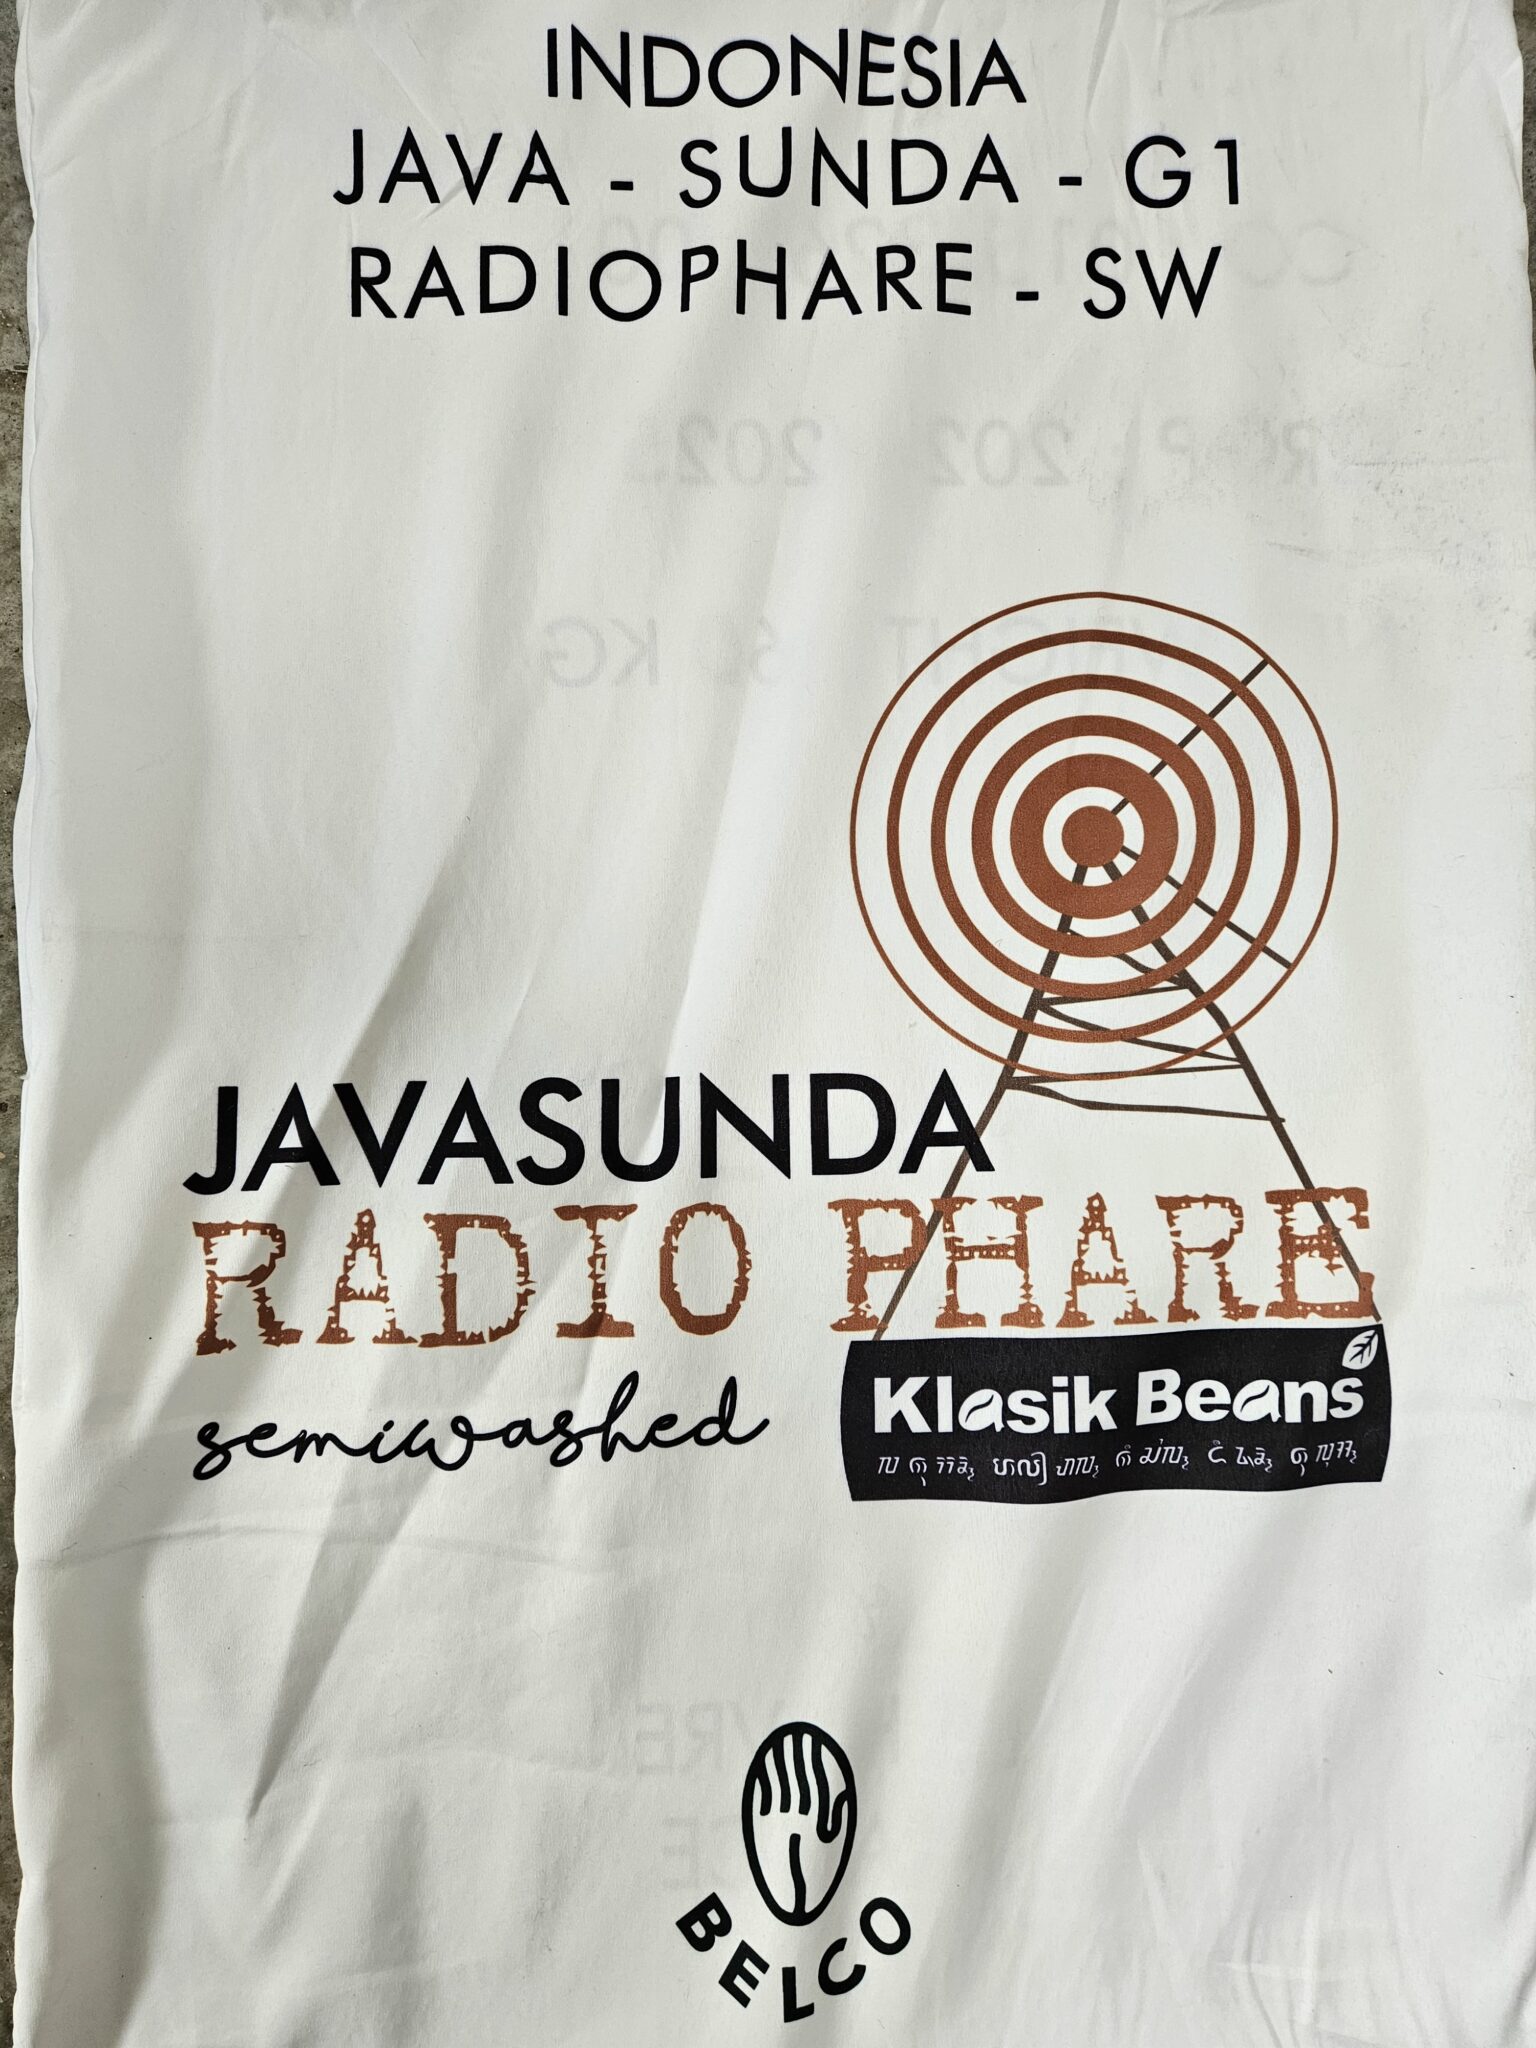 INDONESIA
JAVA - SUNDA - G1
RADIOPHARE - SW
JAVASUNDA
RADIO PHARE
semiwashed
Klasik Beans
BELCO